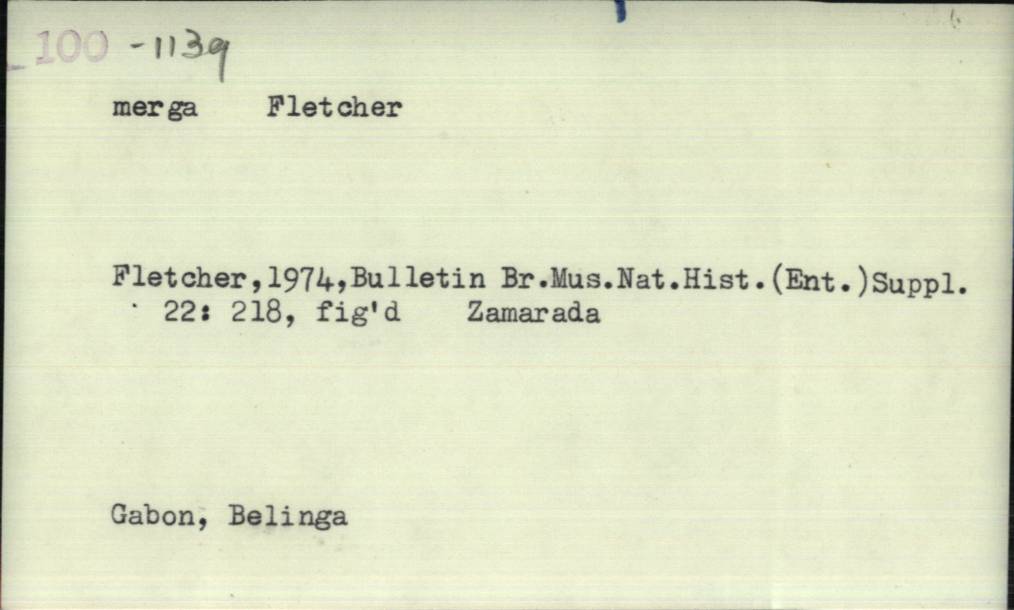 100 -1139
merga Fletcher
Fletcher,1974,Bulletin Br.Mus.Nat.Hist.(Ent.)Suppl.
22: 218, fig'd Zamarada
Gabon, Belinga